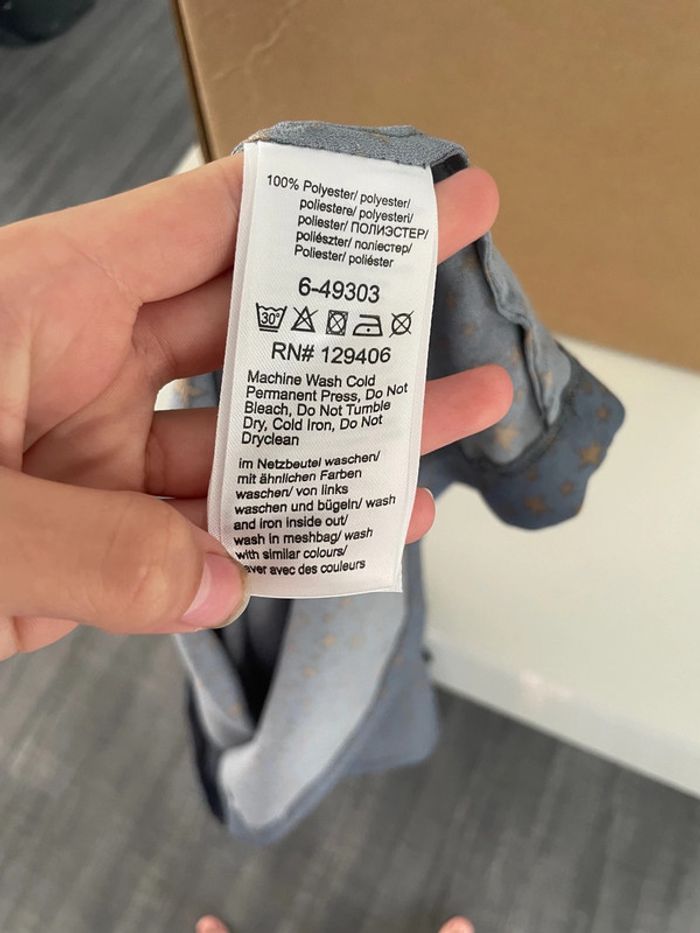 100% Polyester/ polyester/
poliestere/ polyesteri/
poliester/ ПОЛИЭСТЕР/
poliészter/ полиестер/
Poliester/ poliéster
6-49303
30°
RN# 129406
Machine Wash Cold
Permanent Press, Do Not
Bleach, Do Not Tumble
Dry, Cold Iron, Do Not
Dryclean
im Netzbeutel waschen/
mit ähnlichen Farben
waschen/ von links
waschen und bügeln/ wash
and iron inside out/
wash in meshbag/ wash
with similar colours/
avec des couleurs